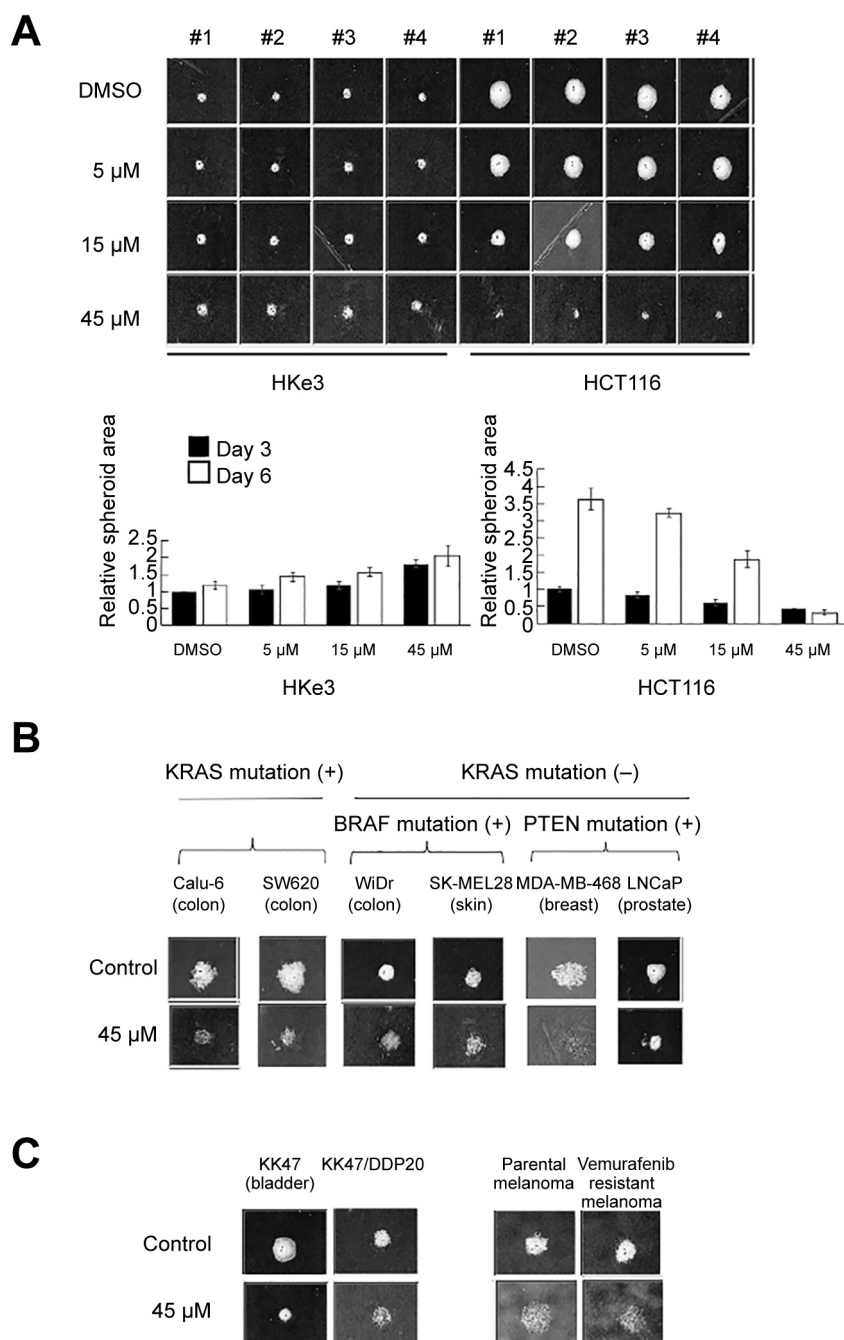 A
#1 #2 #3 #4 #1 #2 #3 #4
DMSO
5 µM
15 µM
45 µM
HKe3 HCT116
Relative spheroid area
Day 3
Day 6
2.5
2
1.5
1
0.5
0
DMSO 5 µM 15 µM 45 µM
HKe3
Relative spheroid area
4.5
4
3.5
3
2.5
2
1.5
1
0.5
0
DMSO 5 µM 15 µM 45 µM
HCT116
B
KRAS mutation (+) KRAS mutation (–)
BRAF mutation (+) PTEN mutation (+)
Calu-6 SW620 WiDr SK-MEL28 MDA-MB-468 LNCaP
(colon) (colon) (colon) (skin) (breast) (prostate)
Control
45 µM
C
KK47 KK47/DDP20 Parental Vemurafenib
(bladder) melanoma resistant
melanoma
Control
45 µM